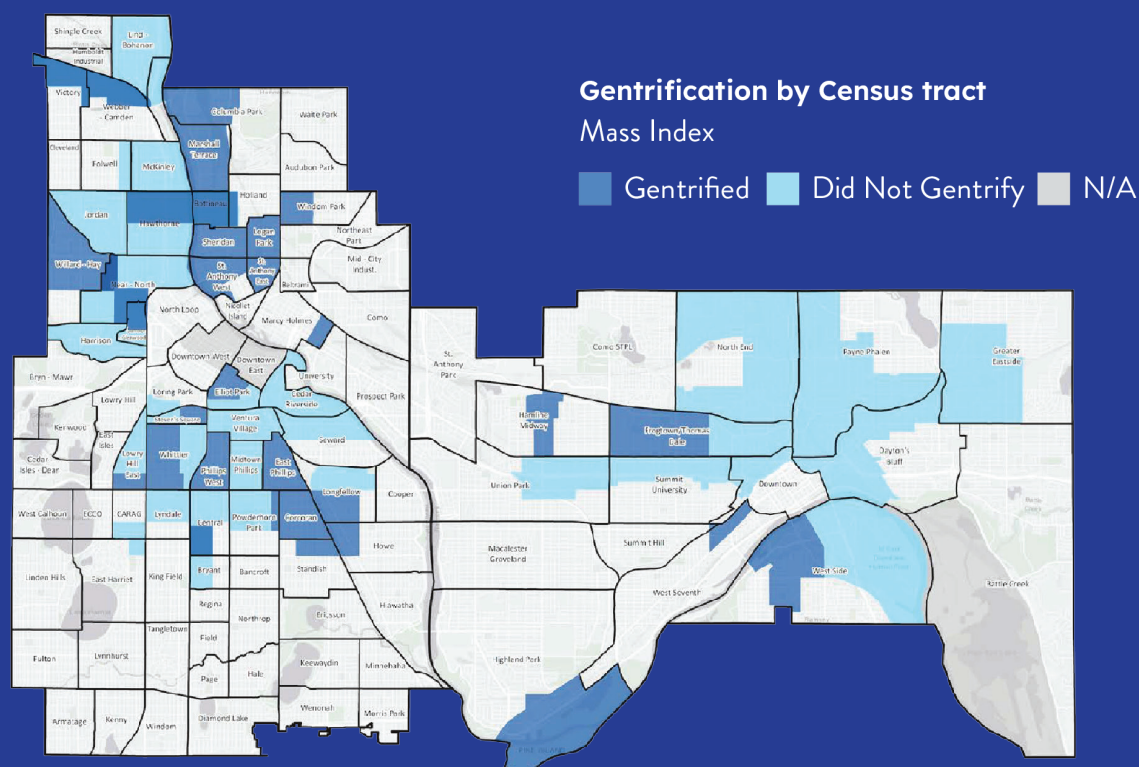 Gentrification by Census tract
Mass Index
Gentrified
Did Not Gentrify
N/A
Shingle Creek
Lind -
Bohanon
Humboldt
Industrial
Victory
Webber
- Camden
Columbia Park
Waite Park
Cleveland
Folwell
McKinley
Marshall
Terrace
Audubon Park
Holland
Jordan
Hawthorne
Bottineau
Windom Park
Northeast
Park
Sheridan
Logan
Park
Willard - Hay
Near - North
St.
Anthony
West
St.
Anthony
East
Mid - City
Indust.
Beltrami
North Loop
Nicollet
Island
Marcy Holmes
Como
Harrison
Downtown West
Downtown
East
St.
Anthony
Park
Como STPL
North End
Payne Phalen
Greater
Eastside
Bryn - Mawr
Loring Park
Elliot Park
University
Cedar
Riverside
Prospect Park
Lowry Hill
Kenwood
East
Isles
Ventura
Village
Seward
Hamline
Midway
Frogtown/Thomas
Dale
Cedar
Isles - Dean
Lowry
Hill
East
Whittier
Phillips
West
Midtown
Phillips
East
Phillips
Dayton's
Bluff
Longfellow
Cooper
Union Park
Summit
University
Downtown
West Calhoun
ECCO
CARAG
Lyndale
Central
Powderhorn
Park
Corcoran
Howe
Macalester
Groveland
Summit Hill
West Side
Battle Creek
Linden Hills
East Harriet
King Field
Bryant
Bancroft
Standish
West Seventh
Regina
Northrop
Ericsson
Hiawatha
Tangletown
Field
Fulton
Lynnhurst
Page
Hale
Keewaydin
Minnehaha
Highland Park
Armatage
Kenny
Windom
Diamond Lake
Wenonah
Morris Park
PIKE ISLAND